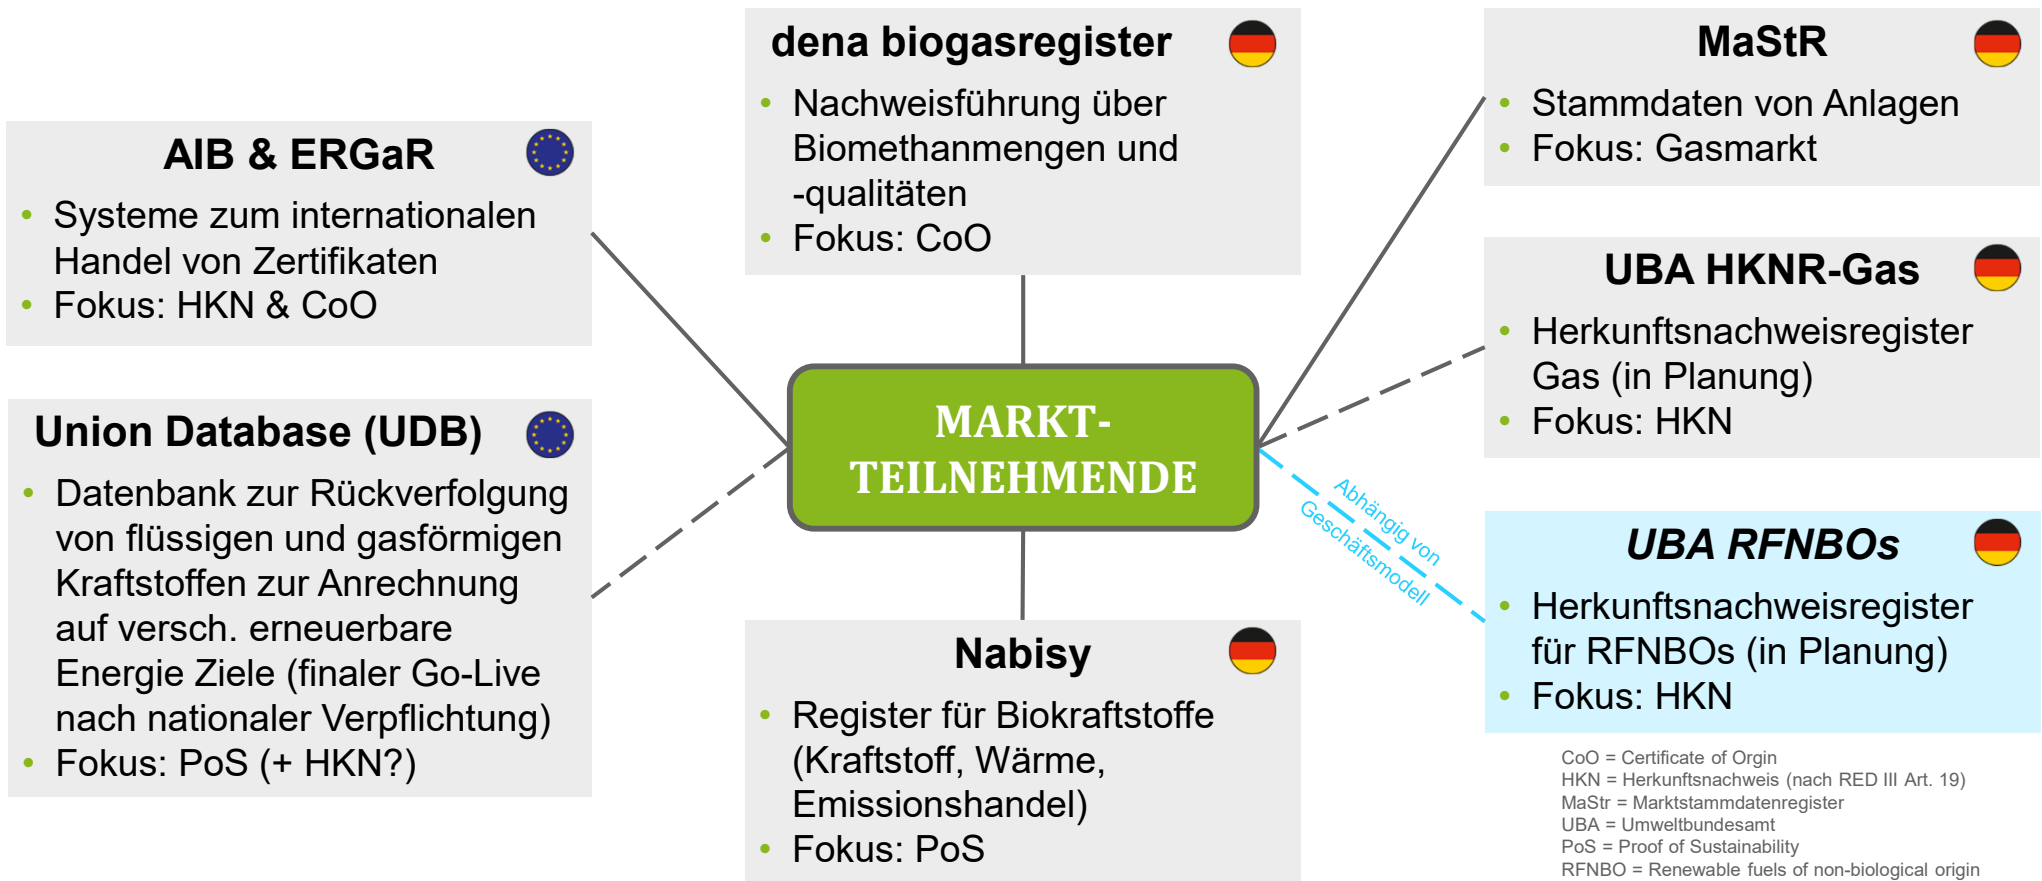 AIB & ERGaR
• Systeme zum internationalen
Handel von Zertifikaten
• Fokus: HKN & CoO
Union Database (UDB)
• Datenbank zur Rückverfolgung
von flüssigen und gasförmigen
Kraftstoffen zur Anrechnung
auf versch. erneuerbare
Energie Ziele (finaler Go-Live
nach nationaler Verpflichtung)
• Fokus: PoS (+ HKN?)
dena biogasregister
• Nachweisführung über
Biomethanmengen und
-qualitäten
• Fokus: CoO
MARKT-
TEILNEHMENDE
Nabisy
• Register für Biokraftstoffe
(Kraftstoff, Wärme,
Emissionshandel)
• Fokus: PoS
MaStR
• Stammdaten von Anlagen
• Fokus: Gasmarkt
UBA HKNR-Gas
• Herkunftsnachweisregister
Gas (in Planung)
• Fokus: HKN
Abhängig von
Geschäftsmodell
UBA RFNBOs
• Herkunftsnachweisregister
für RFNBOs (in Planung)
• Fokus: HKN
CoO = Certificate of Orgin
HKN = Herkunftsnachweis (nach RED III Art. 19)
MaStr = Marktstammdatenregister
UBA = Umweltbundesamt
PoS = Proof of Sustainability
RFNBO = Renewable fuels of non-biological origin